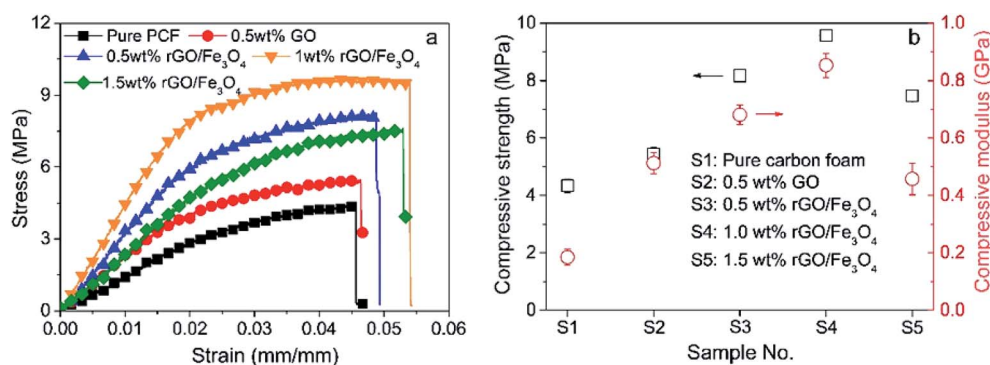 a
Pure PCF 0.5wt% GO
0.5wt% rGO/Fe₃O₄ 1wt% rGO/Fe₃O₄
1.5wt% rGO/Fe₃O₄
Stress (MPa)
12
9
6
3
0
0.00 0.01 0.02 0.03 0.04 0.05 0.06
Strain (mm/mm)
b
Compressive strength (MPa)
10
8
6
4
2
0
S1: Pure carbon foam
S2: 0.5 wt% GO
S3: 0.5 wt% rGO/Fe₃O₄
S4: 1.0 wt% rGO/Fe₃O₄
S5: 1.5 wt% rGO/Fe₃O₄
S1 S2 S3 S4 S5
Sample No.
1.0
0.8
0.6
0.4
0.2
0.0
Compressive modulus (GPa)